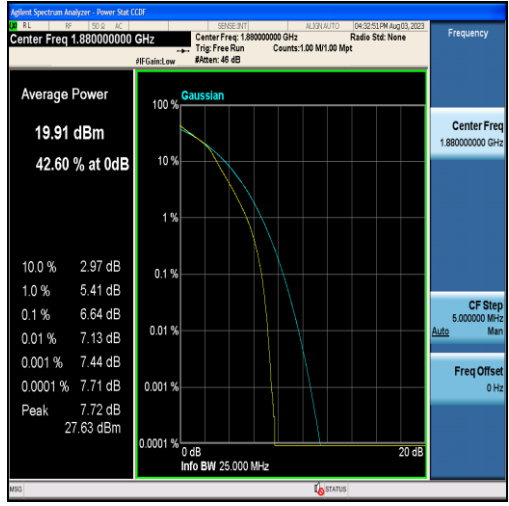 Agilent Spectrum Analyzer - Power Stat CCDF
RL RF 50 Ω AC SENSE:INT ALIGN AUTO 04:32:51 PM Aug 03, 2023
Center Freq 1.880000000 GHz
Center Freq: 1.880000000 GHz Radio Std: None
Trig: Free Run Counts:1.00 M/1.00 Mpt
#IFGain:Low #Atten: 46 dB
Frequency
Average Power
19.91 dBm
42.60 % at 0dB
10.0 % 2.97 dB
1.0 % 5.41 dB
0.1 % 6.64 dB
0.01 % 7.13 dB
0.001 % 7.44 dB
0.0001 % 7.71 dB
Peak 7.72 dB
27.63 dBm
Gaussian
100 %
10 %
1 %
0.1 %
0.01 %
0.001 %
0.0001 %
0 dB 20 dB
Info BW 25.000 MHz
Center Freq
1.880000000 GHz
CF Step
5.000000 MHz
Auto Man
Freq Offset
0 Hz
MSG STATUS